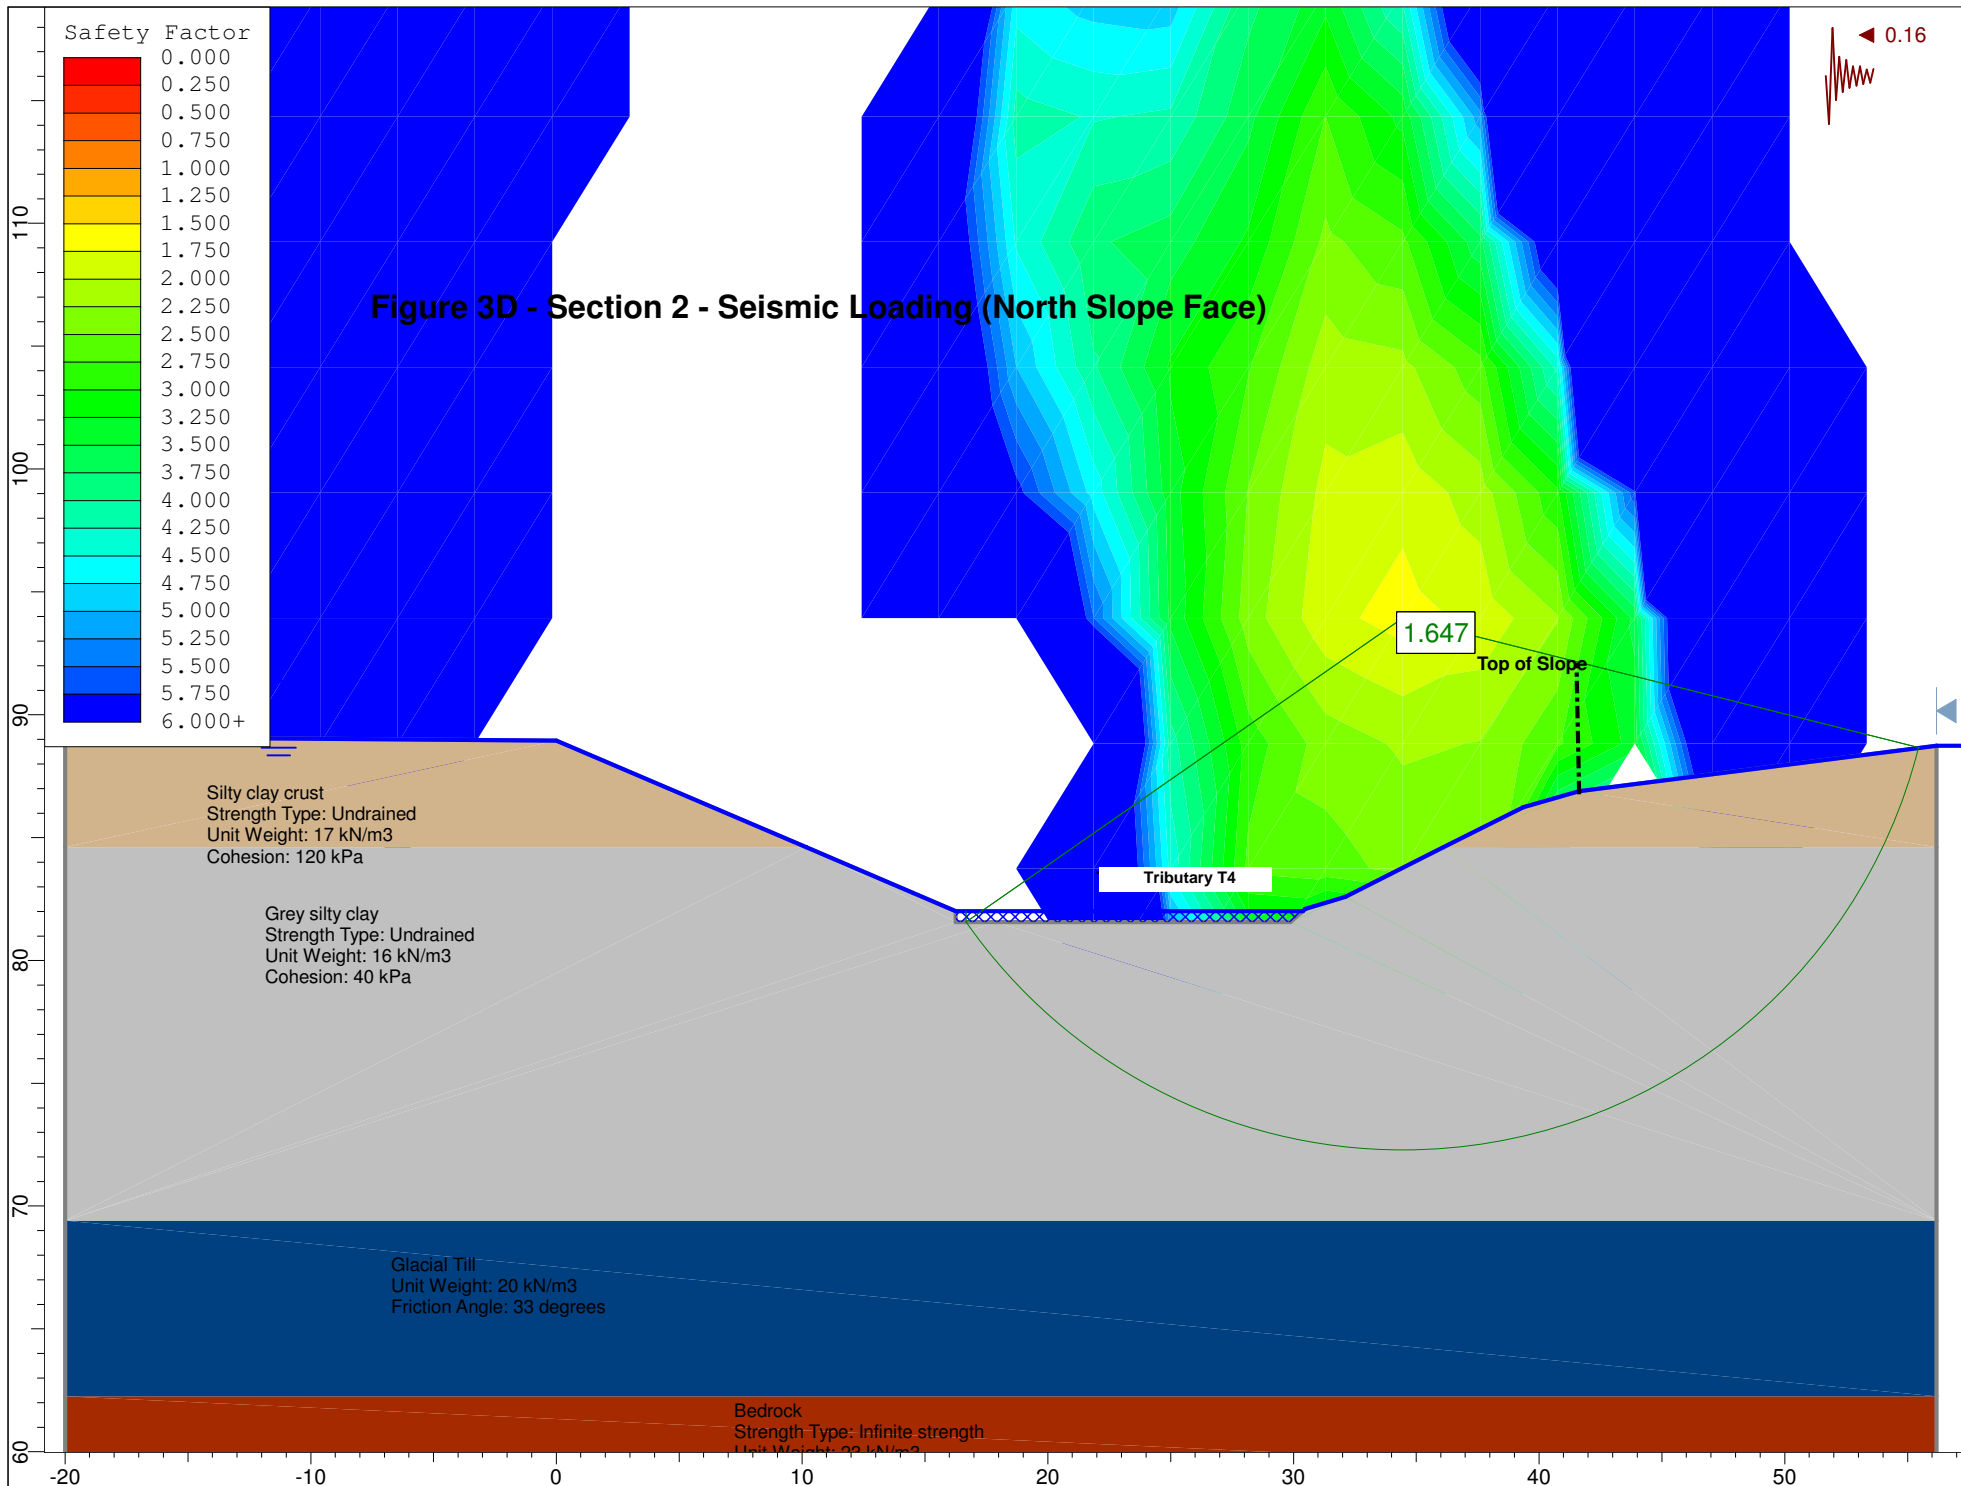 Safety Factor
0.000
0.250
0.500
0.750
1.000
1.250
1.500
1.750
2.000
2.250
2.500
2.750
3.000
3.250
3.500
3.750
4.000
4.250
4.500
4.750
5.000
5.250
5.500
5.750
6.000+
0.16
Figure 3D - Section 2 - Seismic Loading (North Slope Face)
1.647
Top of Slope
Silty clay crust
Strength Type: Undrained
Unit Weight: 17 kN/m3
Cohesion: 120 kPa
Tributary T4
Grey silty clay
Strength Type: Undrained
Unit Weight: 16 kN/m3
Cohesion: 40 kPa
Glacial Till
Unit Weight: 20 kN/m3
Friction Angle: 33 degrees
Bedrock
Strength Type: Infinite strength
Unit Weight: 23 kN/m3
110
100
90
80
70
60
-20
-10
0
10
20
30
40
50